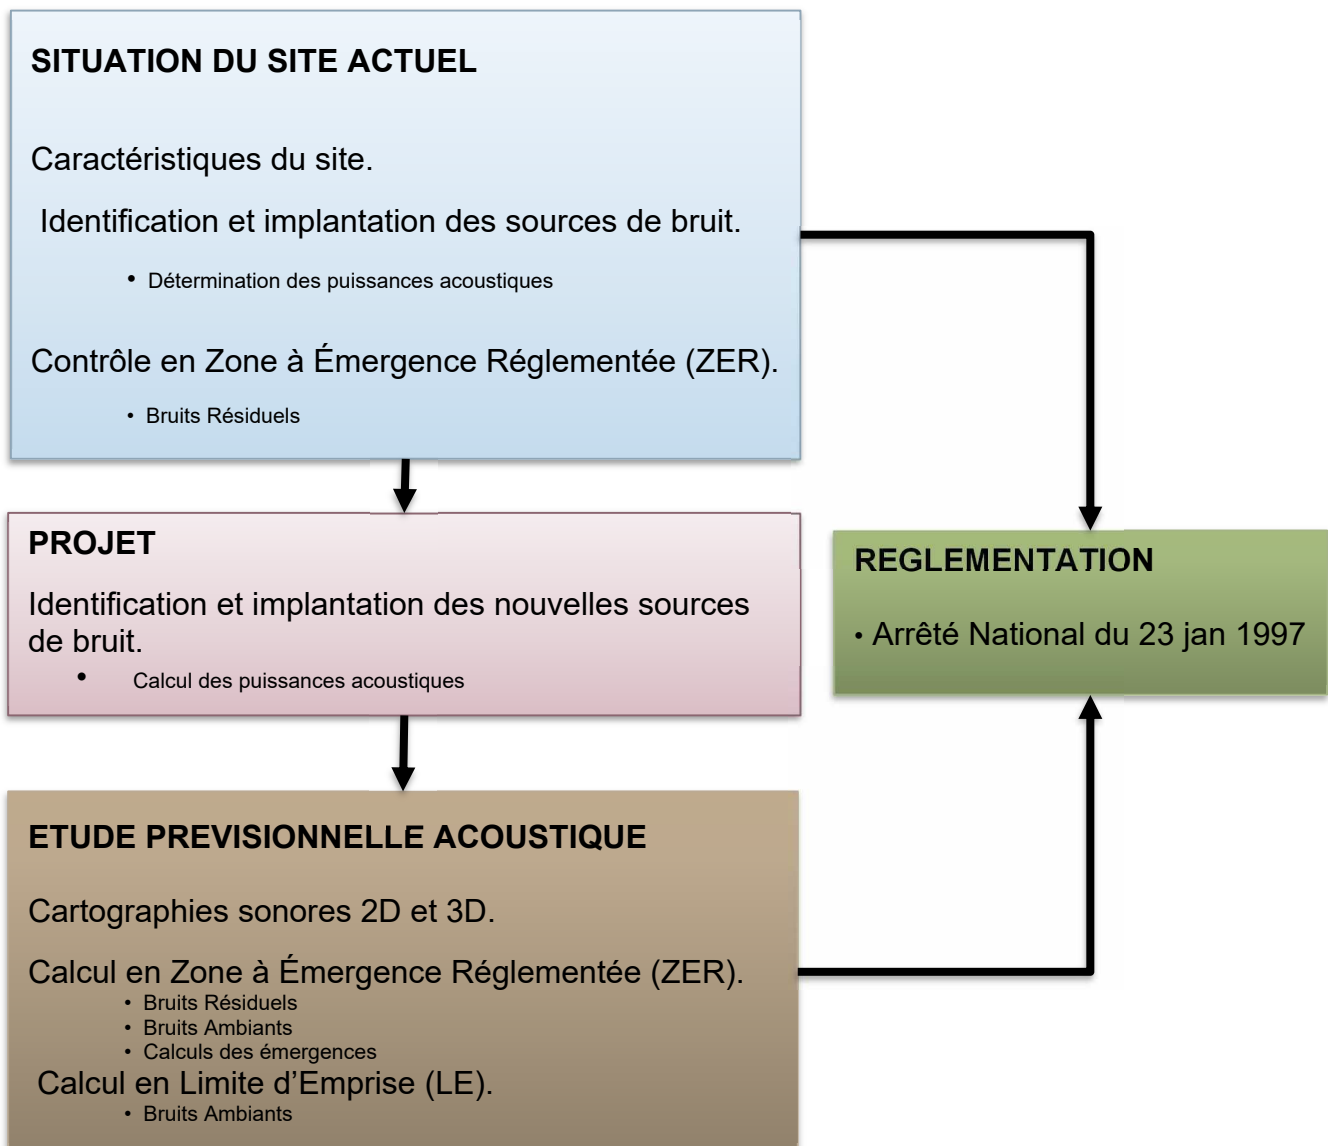 SITUATION DU SITE ACTUEL
Caractéristiques du site.
Identification et implantation des sources de bruit.
• Détermination des puissances acoustiques
Contrôle en Zone à Émergence Réglementée (ZER).
• Bruits Résiduels
PROJET
Identification et implantation des nouvelles sources
de bruit.
• Calcul des puissances acoustiques
REGLEMENTATION
• Arrêté National du 23 jan 1997
ETUDE PREVISIONNELLE ACOUSTIQUE
Cartographies sonores 2D et 3D.
Calcul en Zone à Émergence Réglementée (ZER).
• Bruits Résiduels
• Bruits Ambiants
• Calculs des émergences
Calcul en Limite d’Emprise (LE).
• Bruits Ambiants